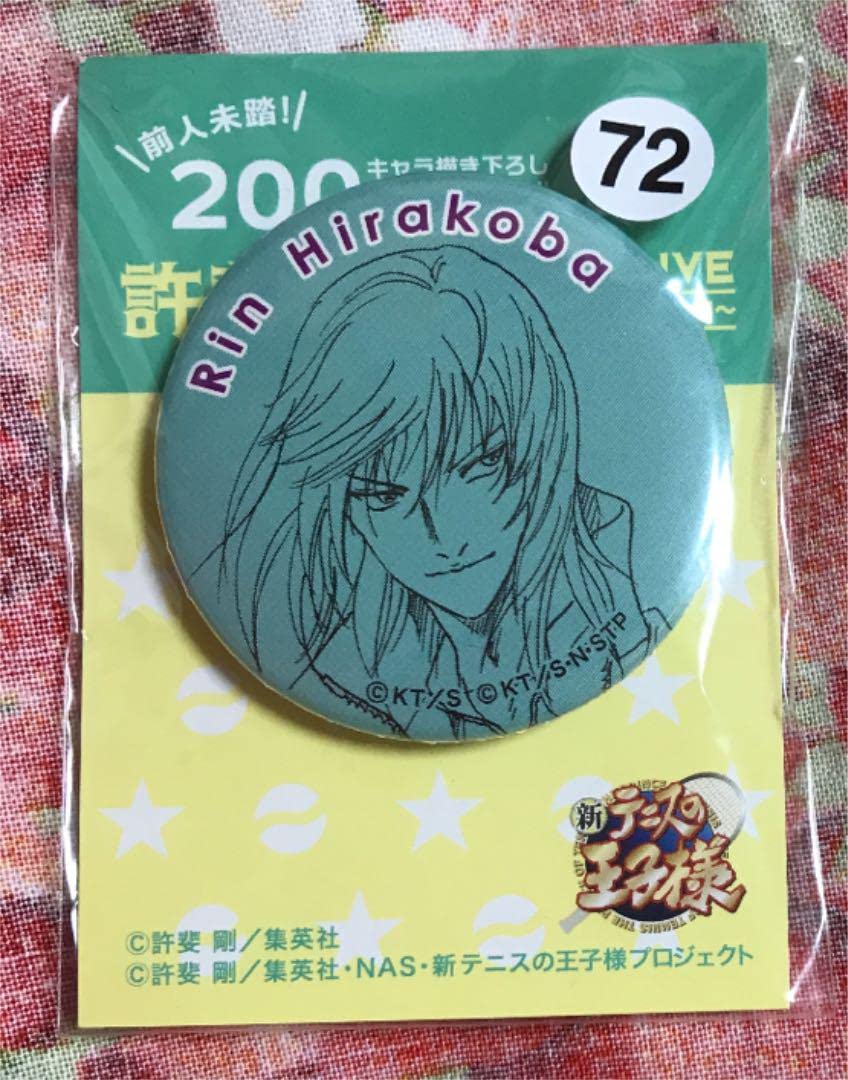 前人未踏!
キャラ描き下ろし
200
72
許
IVE
Rin Hirakoba
©KT/S ©KT/S・N・STP
新テニスの
王子様
©許斐 剛/集英社
©許斐 剛/集英社・NAS・新テニスの王子様プロジェクト